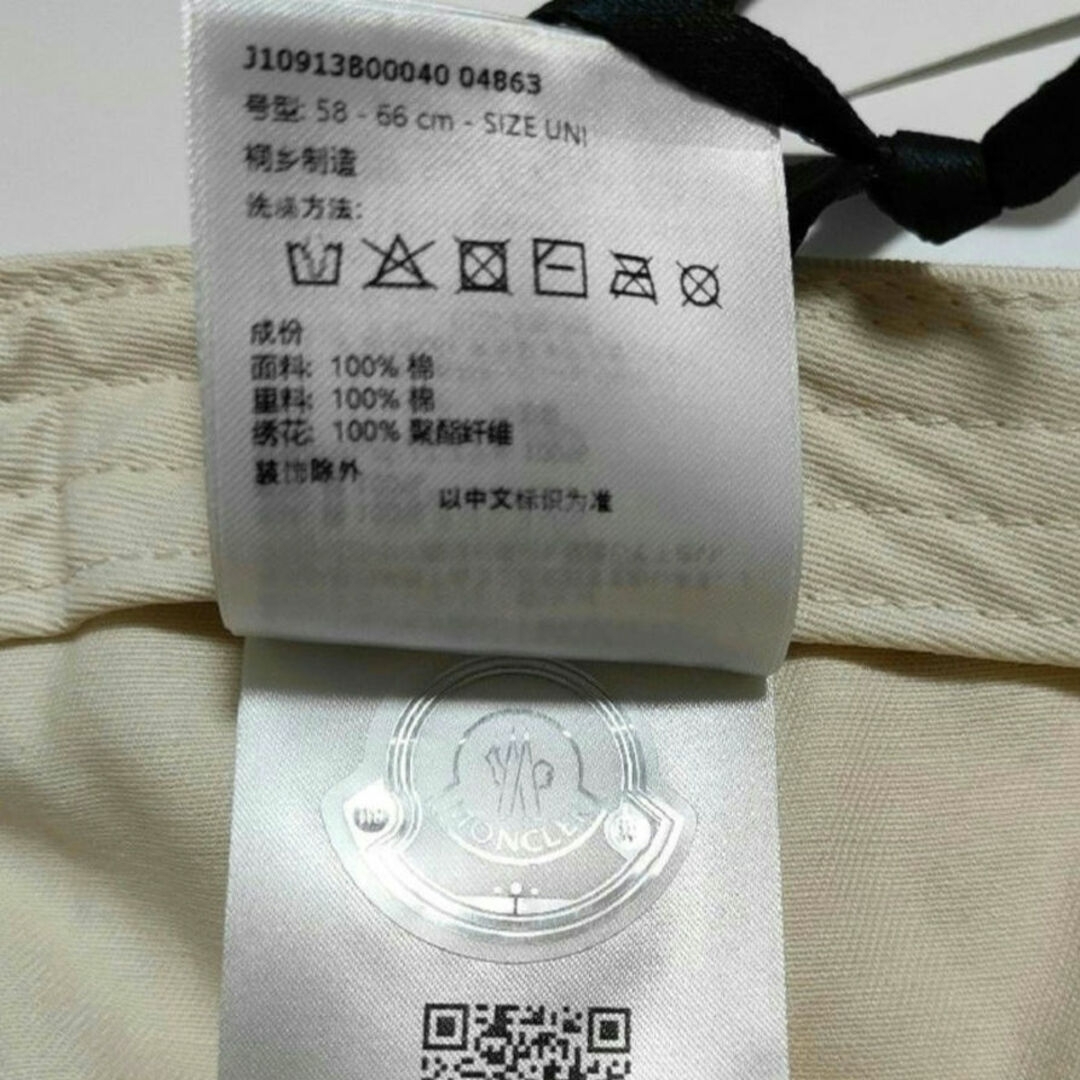 J10913B00040 04863
号型: 58 - 66 cm - SIZE UNI
桐乡制造
洗涤方法:
成份
面料: 100% 棉
里料: 100% 棉
绣花: 100% 聚酯纤维
装饰除外
以中文标识为准
MONCLER